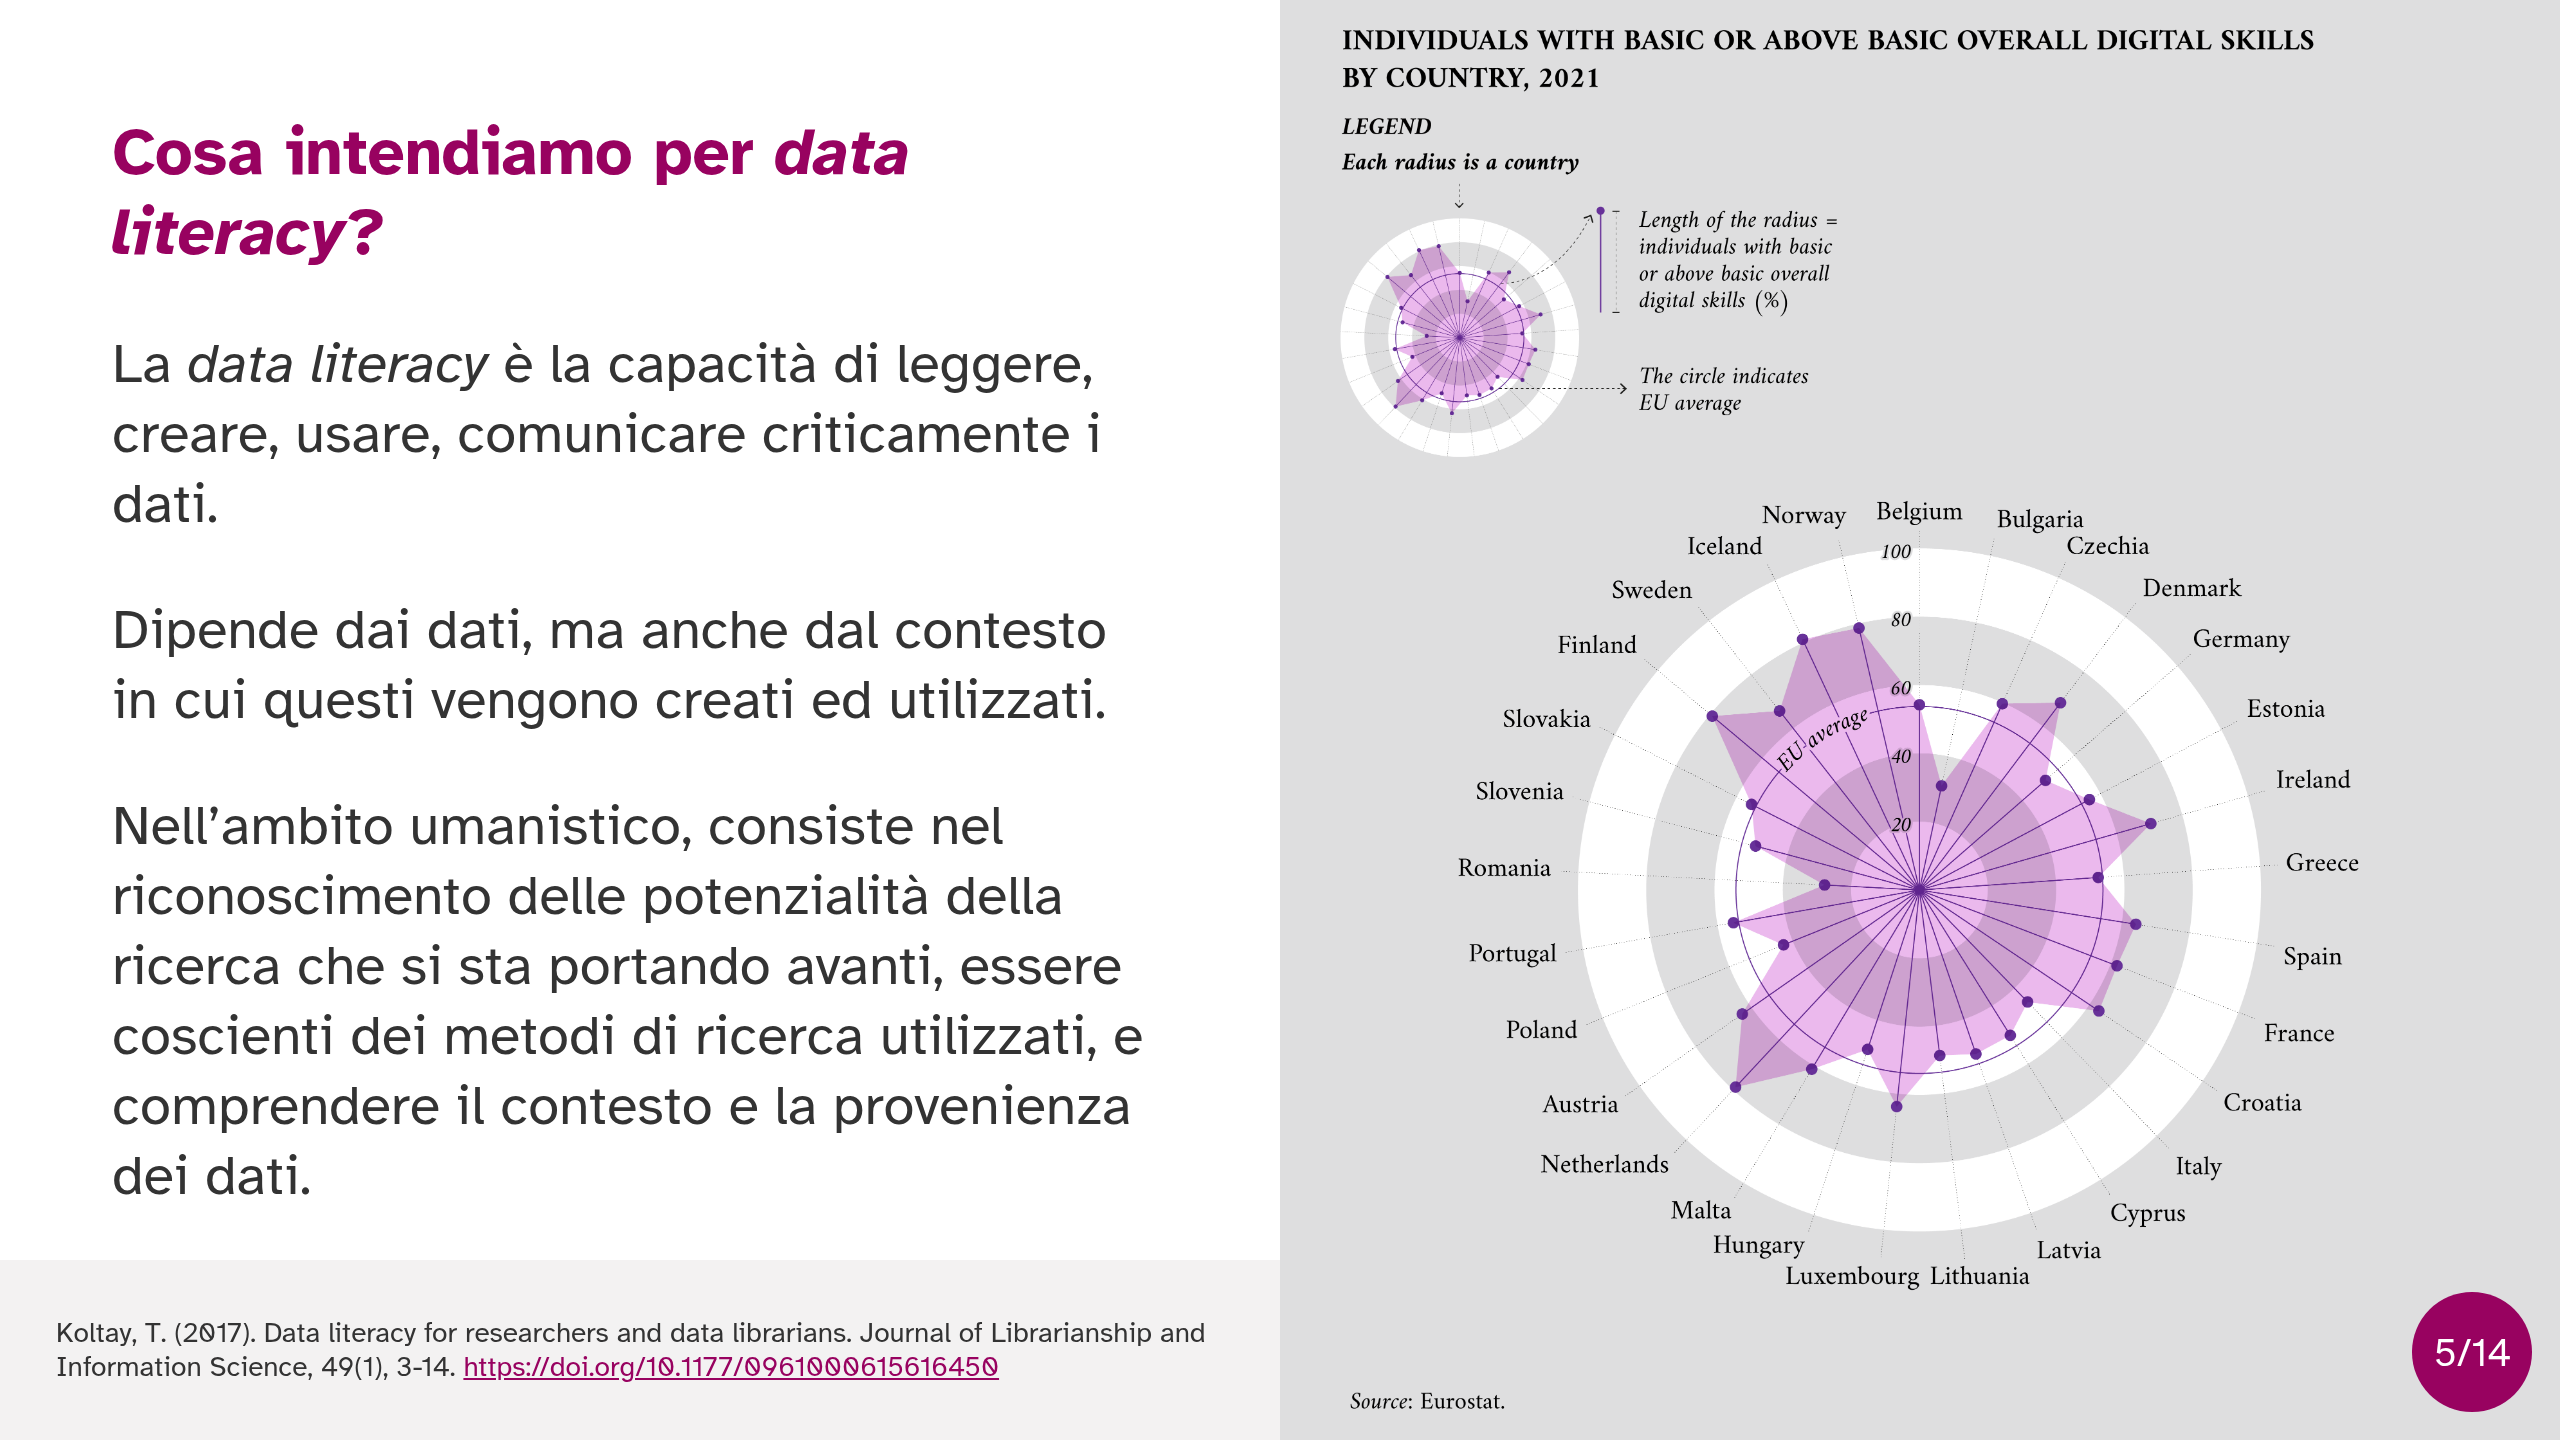 Cosa intendiamo per data
literacy?
La data literacy è la capacità di leggere,
creare, usare, comunicare criticamente i
dati.
Dipende dai dati, ma anche dal contesto
in cui questi vengono creati ed utilizzati.
Nell’ambito umanistico, consiste nel
riconoscimento delle potenzialità della
ricerca che si sta portando avanti, essere
coscienti dei metodi di ricerca utilizzati, e
comprendere il contesto e la provenienza
dei dati.
Koltay, T. (2017). Data literacy for researchers and data librarians. Journal of Librarianship and
Information Science, 49(1), 3-14. https://doi.org/10.1177/0961000615616450
INDIVIDUALS WITH BASIC OR ABOVE BASIC OVERALL DIGITAL SKILLS
BY COUNTRY, 2021
LEGEND
Each radius is a country
Length of the radius =
individuals with basic
or above basic overall
digital skills (%)
The circle indicates
EU average
Belgium
Bulgaria
Czechia
Denmark
Germany
Estonia
Ireland
Greece
Spain
France
Croatia
Italy
Cyprus
Latvia
Lithuania
Luxembourg
Hungary
Malta
Netherlands
Austria
Poland
Portugal
Romania
Slovenia
Slovakia
Finland
Sweden
Iceland
Norway
100
80
60
40
20
EU average
Source: Eurostat.
5/14